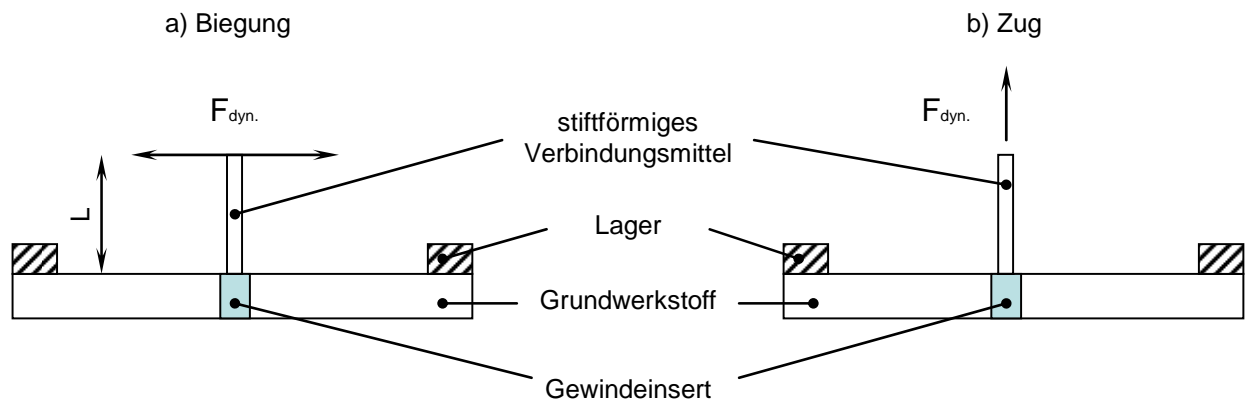 a) Biegung
b) Zug
Fdyn.
Fdyn.
stiftförmiges
Verbindungsmittel
L
Lager
Grundwerkstoff
Gewindeinsert